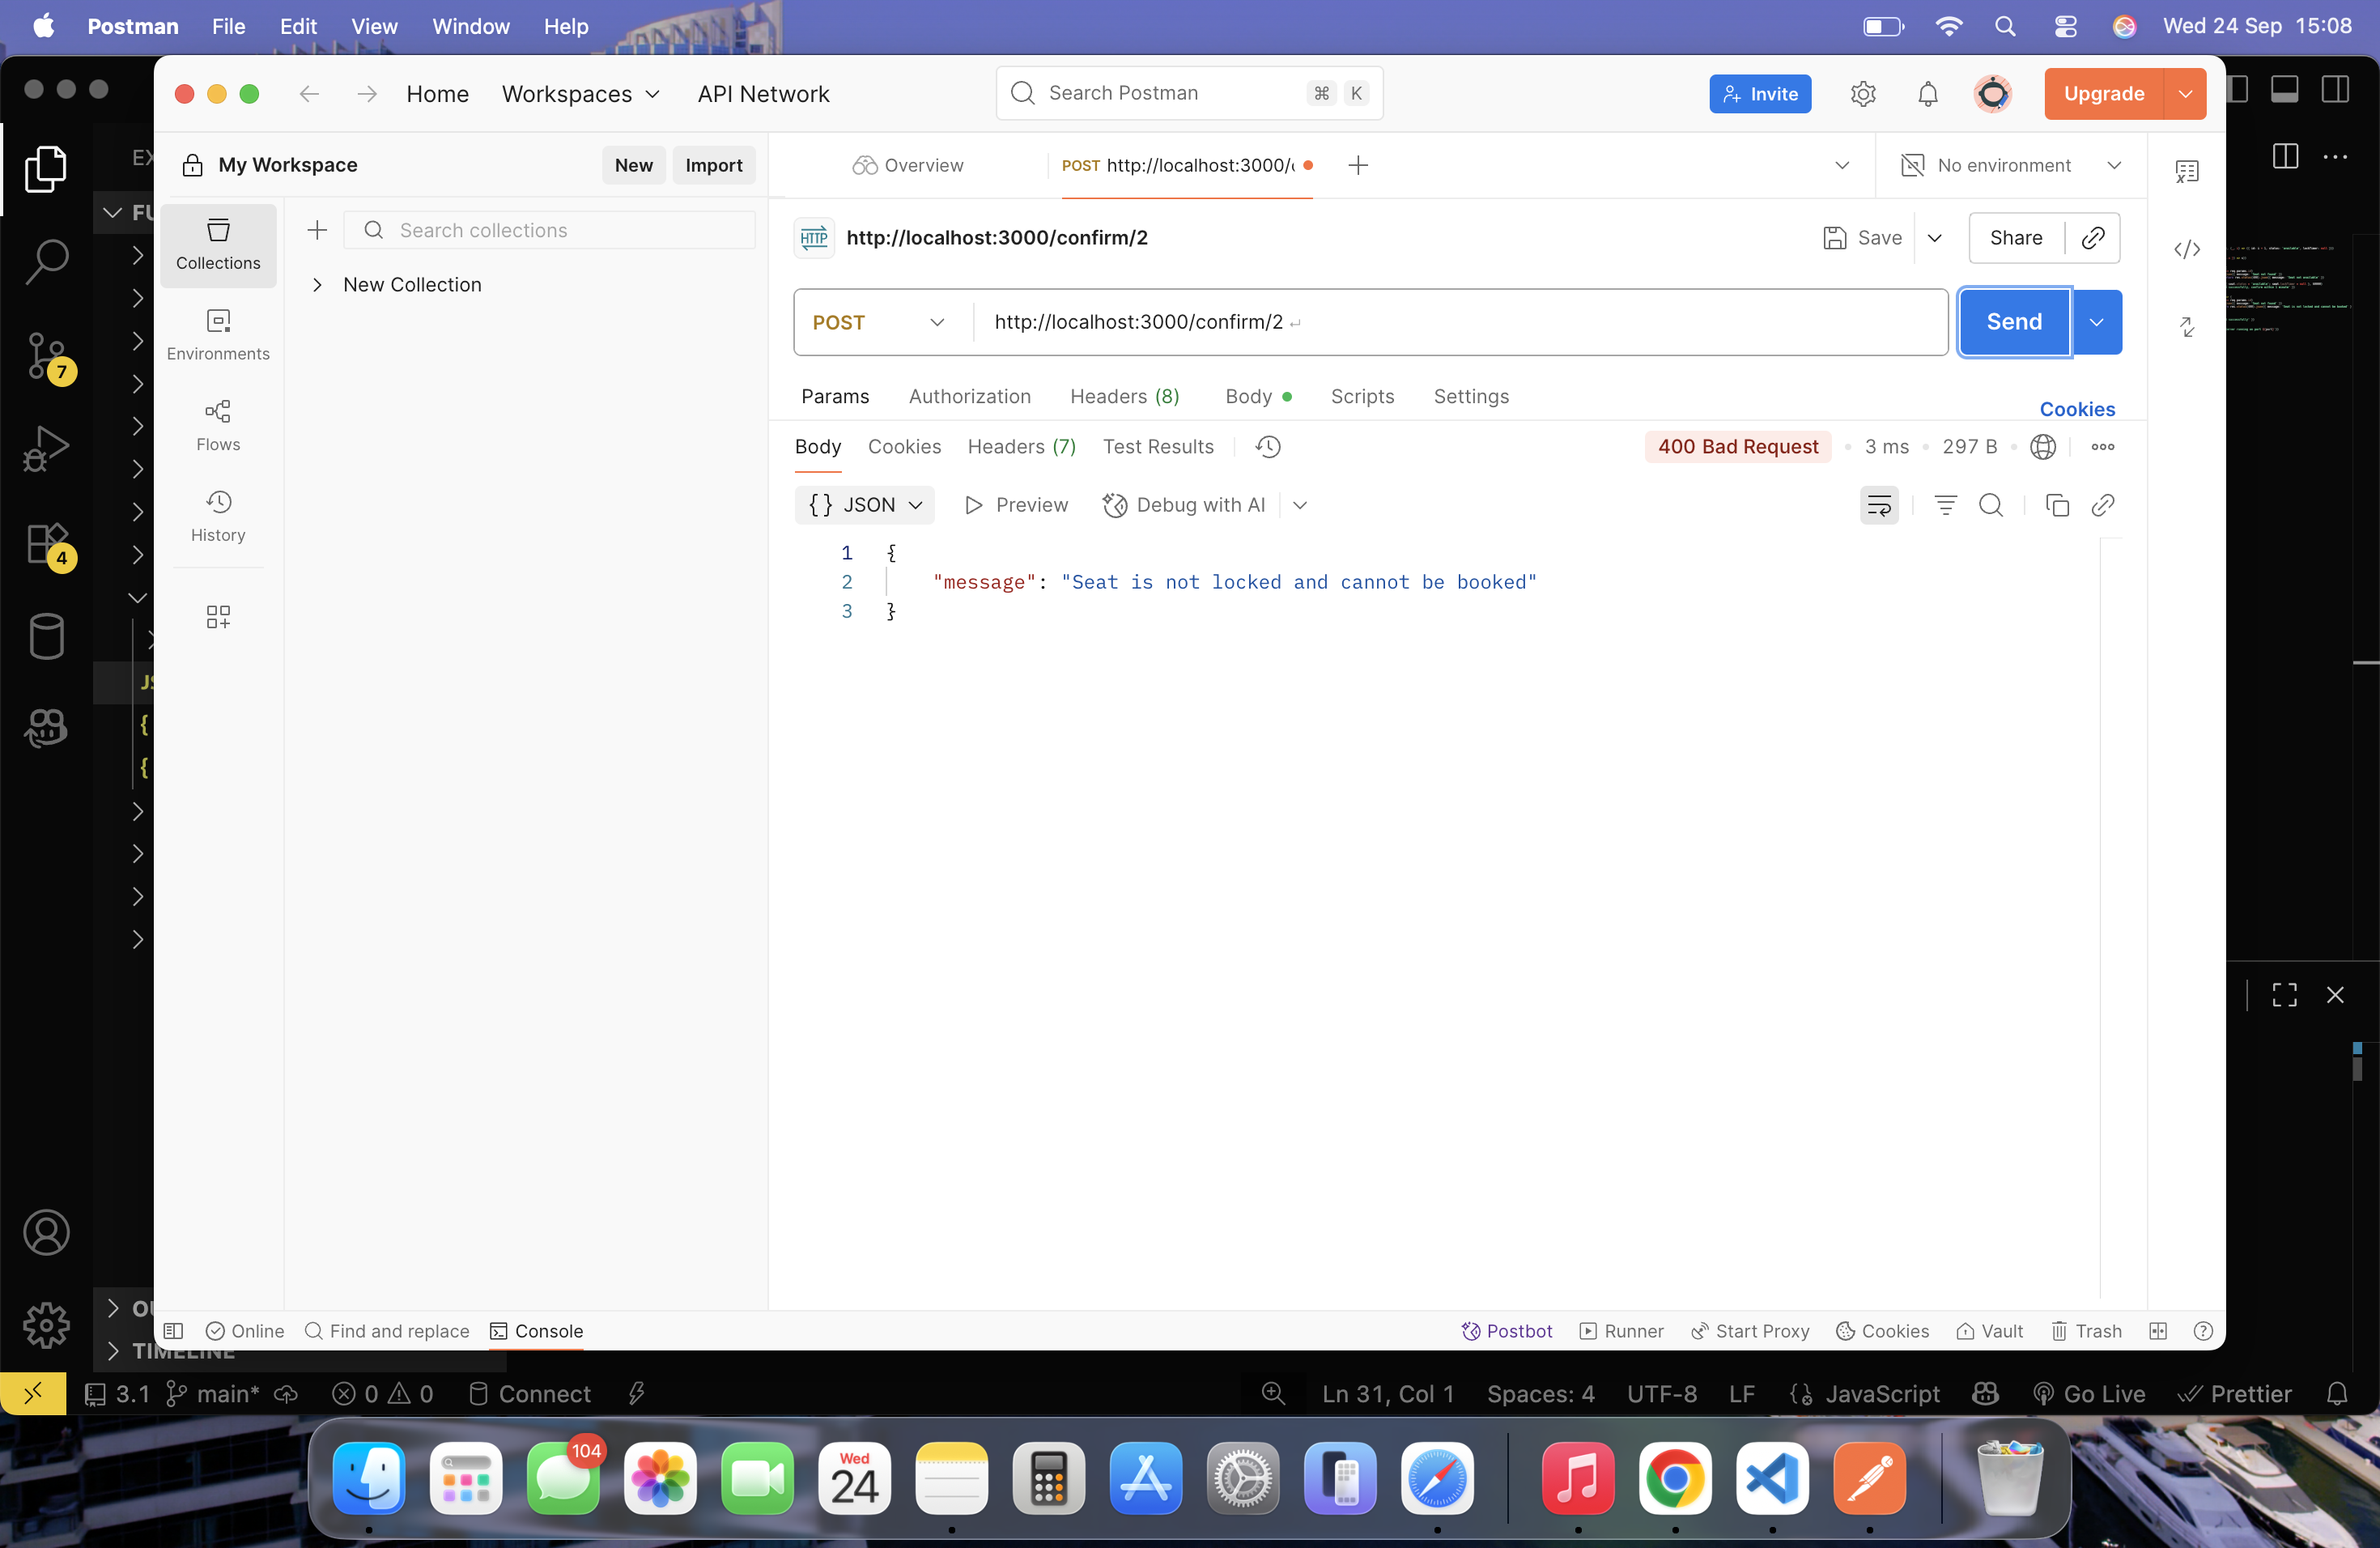 Postman File Edit View Window Help Wed 24 Sep 15:08
Home Workspaces API Network Search Postman ⌘ K Invite Upgrade
My Workspace New Import Overview POST http://localhost:3000/ No environment
Search collections
New Collection
Collections
Environments
Flows
History
HTTP http://localhost:3000/confirm/2 Save Share
POST http://localhost:3000/confirm/2 Send
Params Authorization Headers (8) Body Scripts Settings Cookies
Body Cookies Headers (7) Test Results 400 Bad Request 3 ms 297 B
{} JSON Preview Debug with AI
1 {
2 "message": "Seat is not locked and cannot be booked"
3 }
7
4
Online Find and replace Console Postbot Runner Start Proxy Cookies Vault Trash
TIMELINE
3.1 main* 0 0 Connect Ln 31, Col 1 Spaces: 4 UTF-8 LF JavaScript Go Live Prettier
104
Wed
24